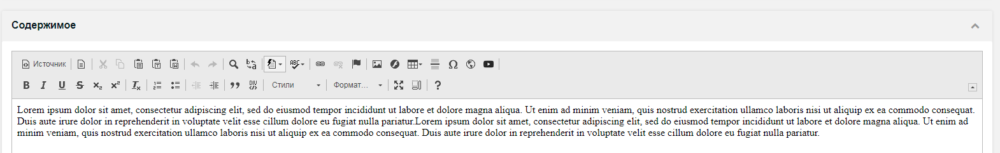 Содержимое
Источник
ABC
B I U S x₂ x² Tx DIV Стили Формат... ?
Lorem ipsum dolor sit amet, consectetur adipiscing elit, sed do eiusmod tempor incididunt ut labore et dolore magna aliqua. Ut enim ad minim veniam, quis nostrud exercitation ullamco laboris nisi ut aliquip ex ea commodo consequat.
Duis aute irure dolor in reprehenderit in voluptate velit esse cillum dolore eu fugiat nulla pariatur.Lorem ipsum dolor sit amet, consectetur adipiscing elit, sed do eiusmod tempor incididunt ut labore et dolore magna aliqua. Ut enim ad
minim veniam, quis nostrud exercitation ullamco laboris nisi ut aliquip ex ea commodo consequat. Duis aute irure dolor in reprehenderit in voluptate velit esse cillum dolore eu fugiat nulla pariatur.